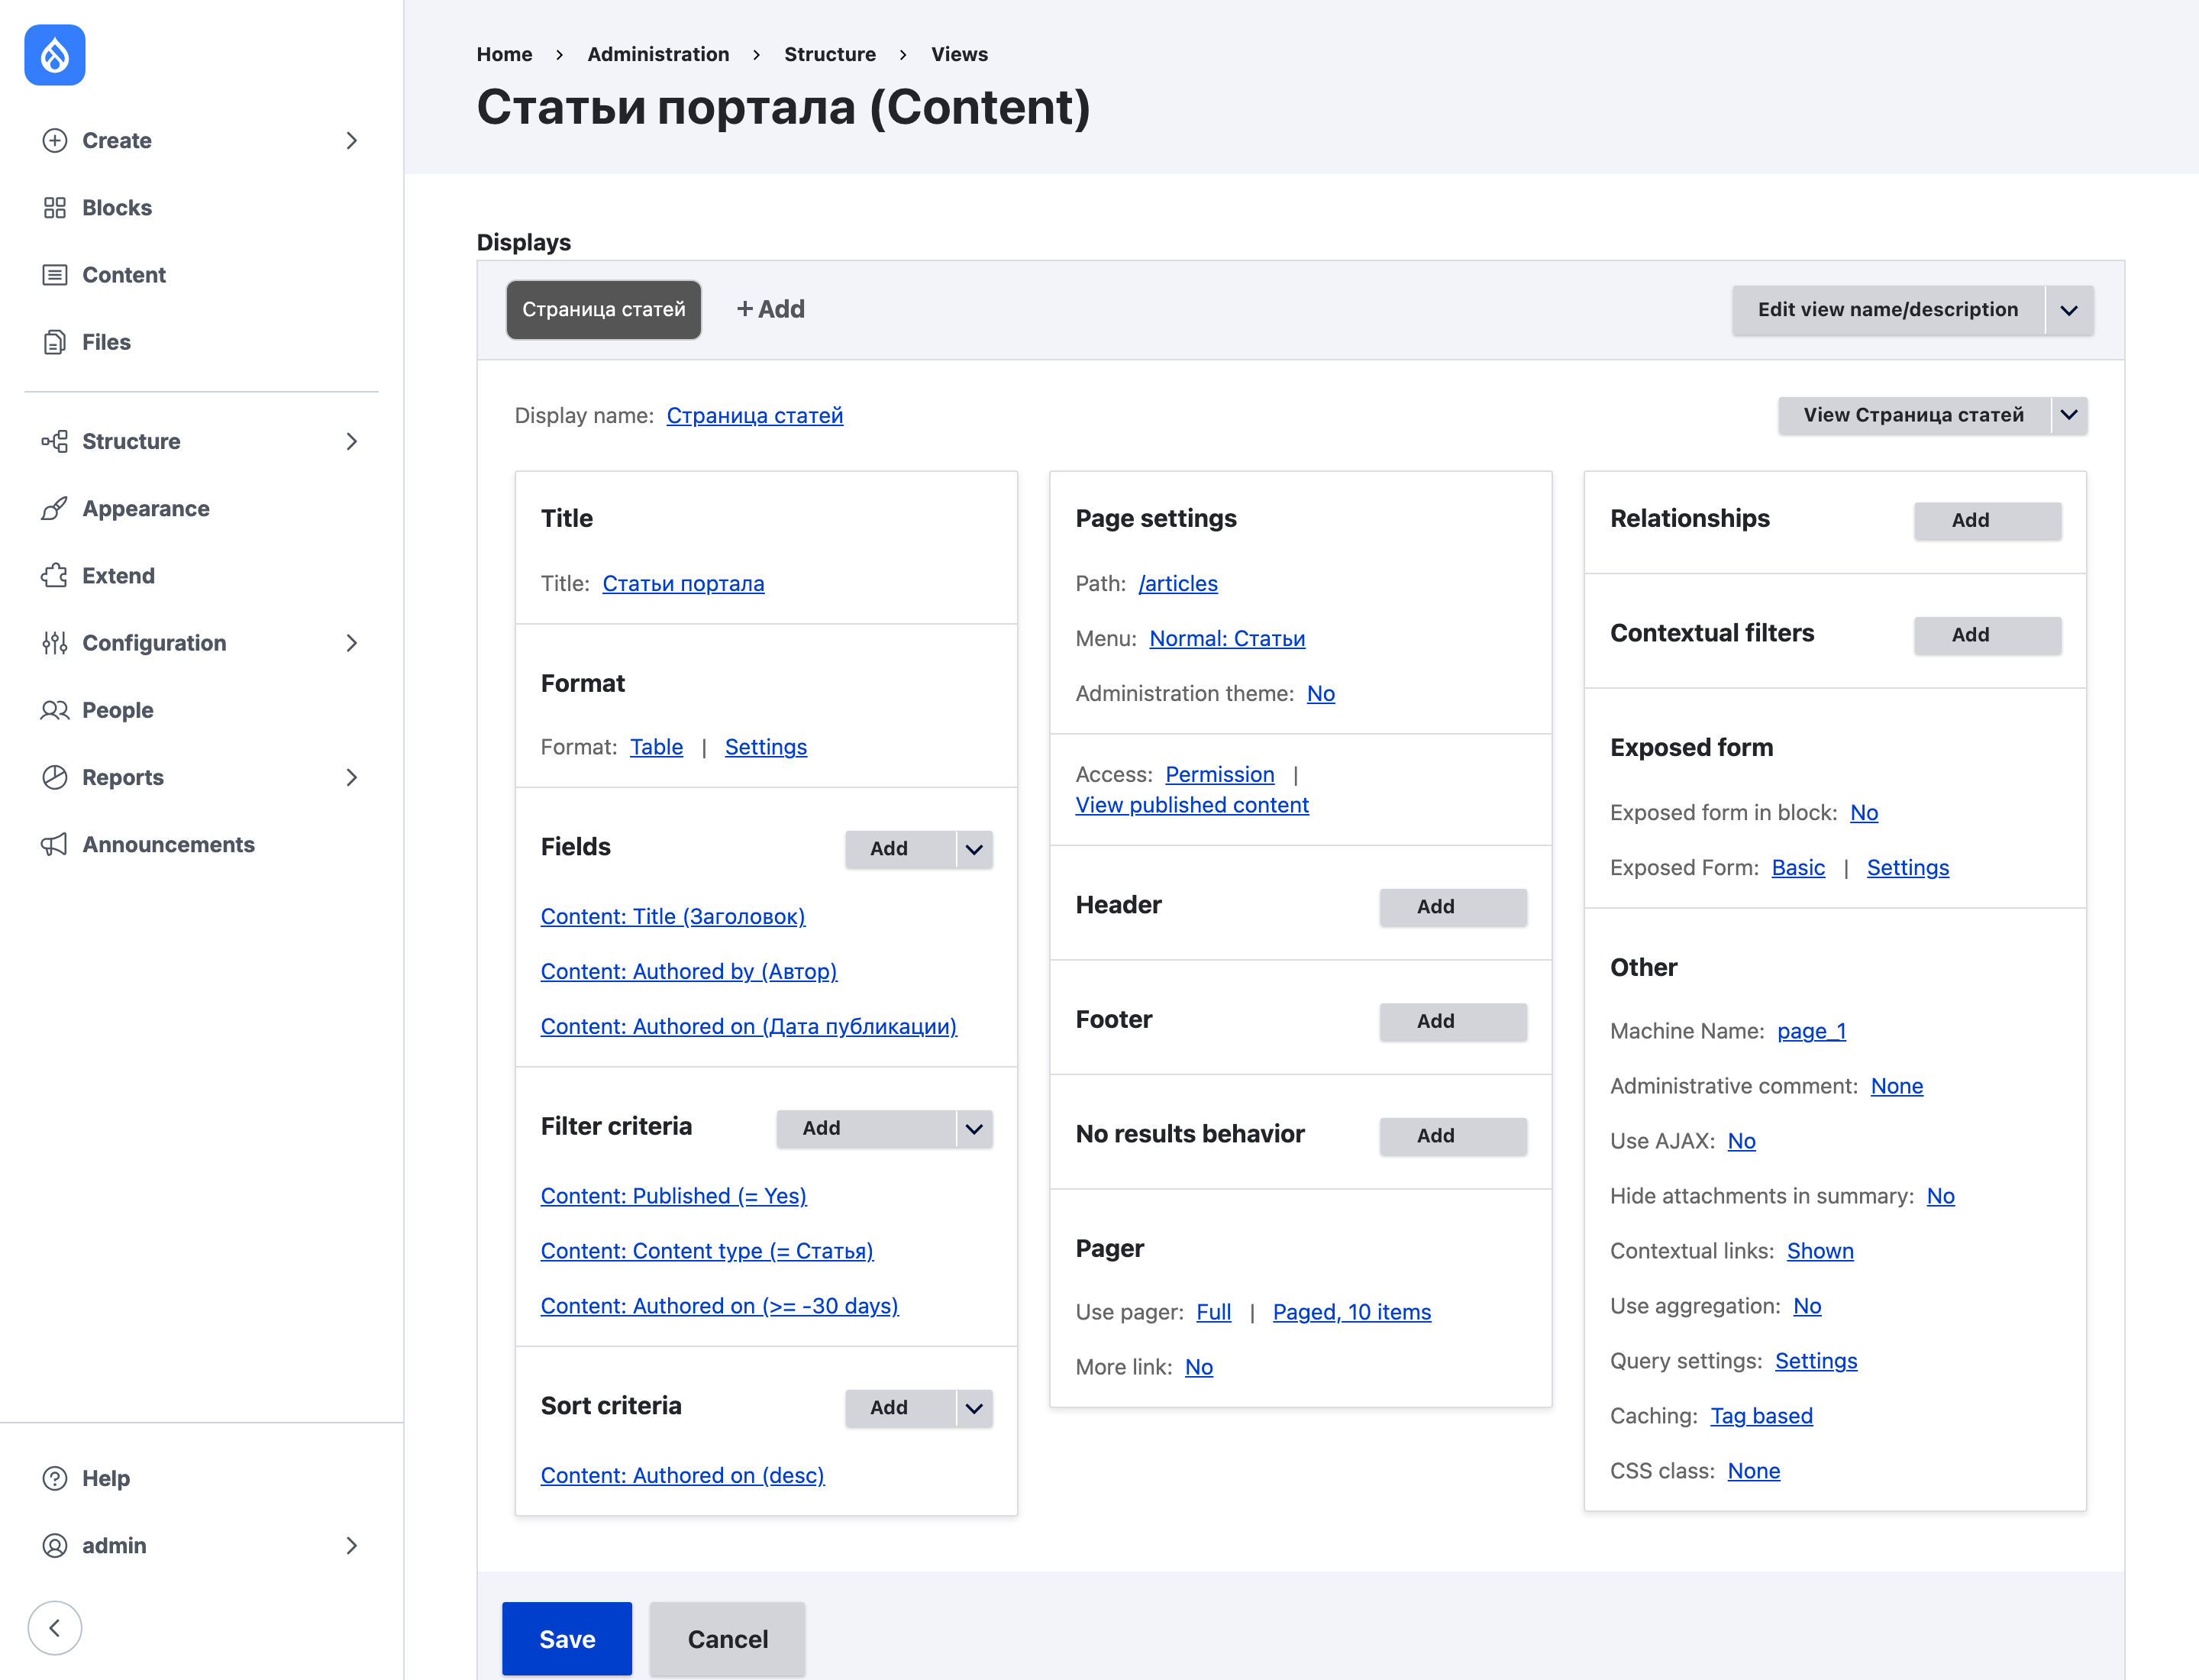 Create
Blocks
Content
Files
Structure
Appearance
Extend
Configuration
People
Reports
Announcements
Help
admin
Home > Administration > Structure > Views
Статьи портала (Content)
Displays
Страница статей
+ Add
Edit view name/description
Display name: Страница статей
View Страница статей
Title
Title: Статьи портала
Format
Format: Table | Settings
Fields
Add
Content: Title (Заголовок)
Content: Authored by (Автор)
Content: Authored on (Дата публикации)
Filter criteria
Add
Content: Published (= Yes)
Content: Content type (= Статья)
Content: Authored on (>= -30 days)
Sort criteria
Add
Content: Authored on (desc)
Page settings
Path: /articles
Menu: Normal: Статьи
Administration theme: No
Access: Permission |
View published content
Header
Add
Footer
Add
No results behavior
Add
Pager
Use pager: Full | Paged, 10 items
More link: No
Relationships
Add
Contextual filters
Add
Exposed form
Exposed form in block: No
Exposed Form: Basic | Settings
Other
Machine Name: page_1
Administrative comment: None
Use AJAX: No
Hide attachments in summary: No
Contextual links: Shown
Use aggregation: No
Query settings: Settings
Caching: Tag based
CSS class: None
Save
Cancel